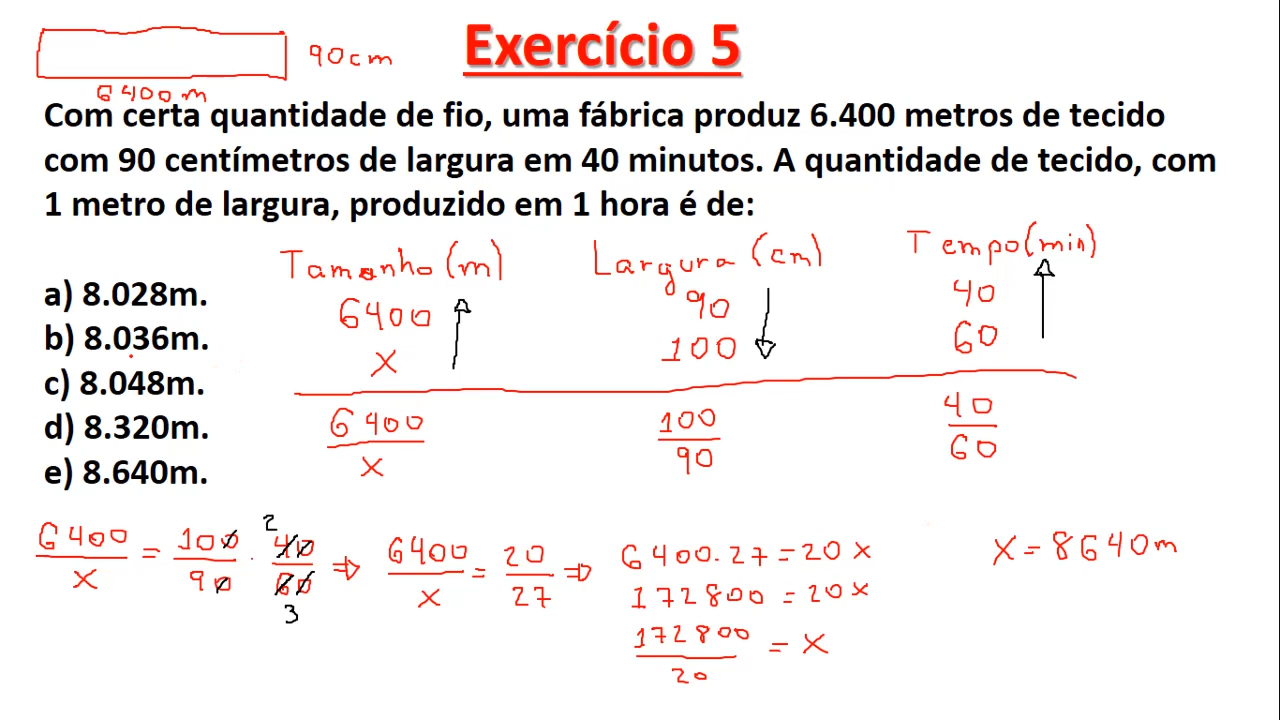 Exercício 5
90cm
6400m
Com certa quantidade de fio, uma fábrica produz 6.400 metros de tecido
com 90 centímetros de largura em 40 minutos. A quantidade de tecido, com
1 metro de largura, produzido em 1 hora é de:
a) 8.028m.
b) 8.036m.
c) 8.048m.
d) 8.320m.
e) 8.640m.
Tamanho (m) Largura (cm) Tempo (min)
6400 90 40
x 100 60
6400 100 40
x 90 60
6400/x = 100/90 . 40/60 ⇒ 6400/x = 20/27 ⇒ 6400.27 = 20x
2
3
172800 = 20x
172800/20 = x
x = 8640m